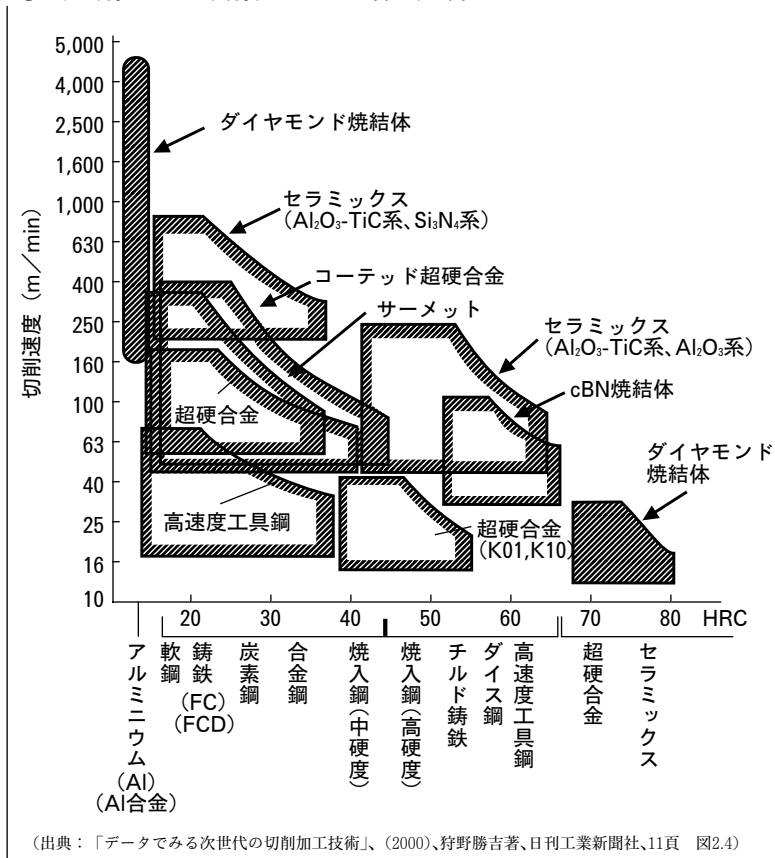 5,000
4,000
2,500
1,600
1,000
630
400
250
160
100
63
40
25
16
10
切削速度（m／min）
ダイヤモンド焼結体
セラミックス
（Al₂O₃-TiC系、Si₃N₄系）
コーテッド超硬合金
サーメット
セラミックス
（Al₂O₃-TiC系、Al₂O₃系）
cBN焼結体
超硬合金
ダイヤモンド
焼結体
高速度工具鋼
超硬合金
（K01,K10）
20 30 40 50 60 70 80 HRC
アルミニウム
（Al）
（Al合金）
軟鋼
鋳鉄
（FC）
（FCD）
炭素鋼
合金鋼
焼入鋼（中硬度）
焼入鋼（高硬度）
チルド鋳鉄
ダイス鋼
高速度工具鋼
超硬合金
セラミックス
（出典：「データでみる次世代の切削加工技術」、（2000）、狩野勝吉著、日刊工業新聞社、11頁　図2.4）